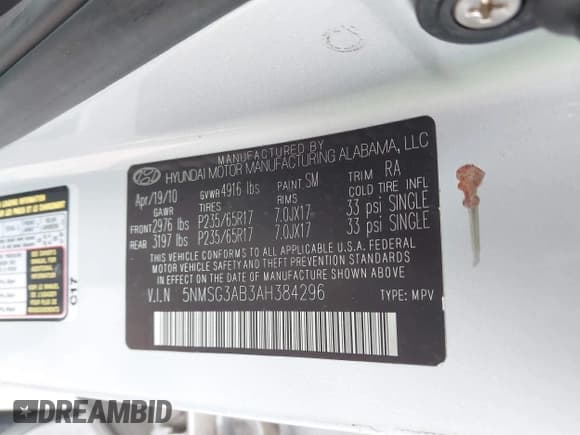 MANUFACTURED BY
HYUNDAI MOTOR MANUFACTURING ALABAMA, LLC
Apr/19/10 GVWR 4916 lbs PAINT SM TRIM RA
GAWR TIRES RIMS COLD TIRE INFL
FRONT 2976 lbs P235/65R17 7.0JX17 33 psi SINGLE
REAR 3197 lbs P235/65R17 7.0JX17 33 psi SINGLE
THIS VEHICLE CONFORMS TO ALL APPLICABLE U.S.A. FEDERAL
MOTOR VEHICLE SAFETY AND THEFT PREVENTION STANDARDS
IN EFFECT ON THE DATE OF MANUFACTURE SHOWN ABOVE
V.I.N 5NMSG3AB3AH384296 TYPE: MPV
O17
DREAMBID